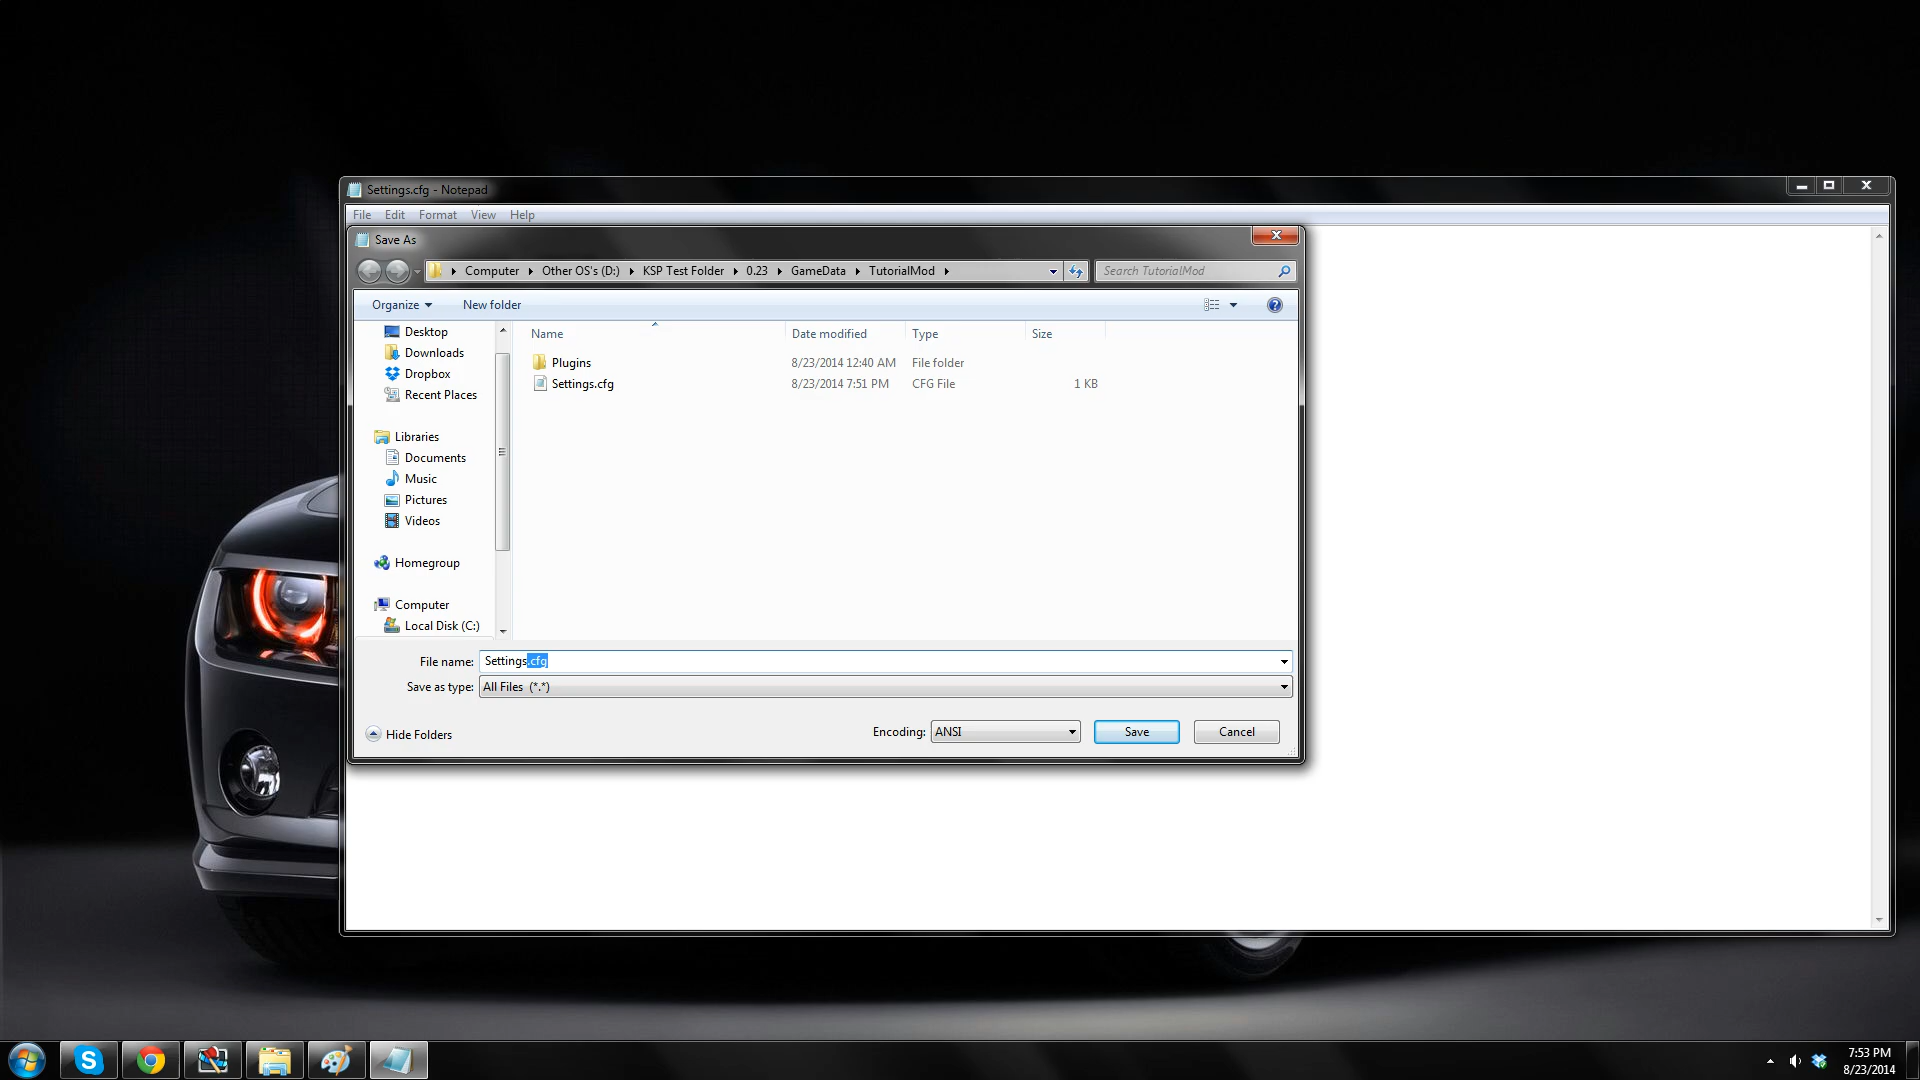 Settings.cfg - Notepad
File Edit Format View Help
Save As
Computer Other OS's (D:) KSP Test Folder 0.23 GameData TutorialMod
Search TutorialMod
Organize New folder
Name Date modified Type Size
Desktop
Downloads
Dropbox
Recent Places
Libraries
Documents
Music
Pictures
Videos
Homegroup
Computer
Local Disk (C:)
Plugins 8/23/2014 12:40 AM File folder
Settings.cfg 8/23/2014 7:51 PM CFG File 1 KB
File name: Settings.cfg
Save as type: All Files (*.*)
Hide Folders
Encoding: ANSI
Save
Cancel
7:53 PM
8/23/2014